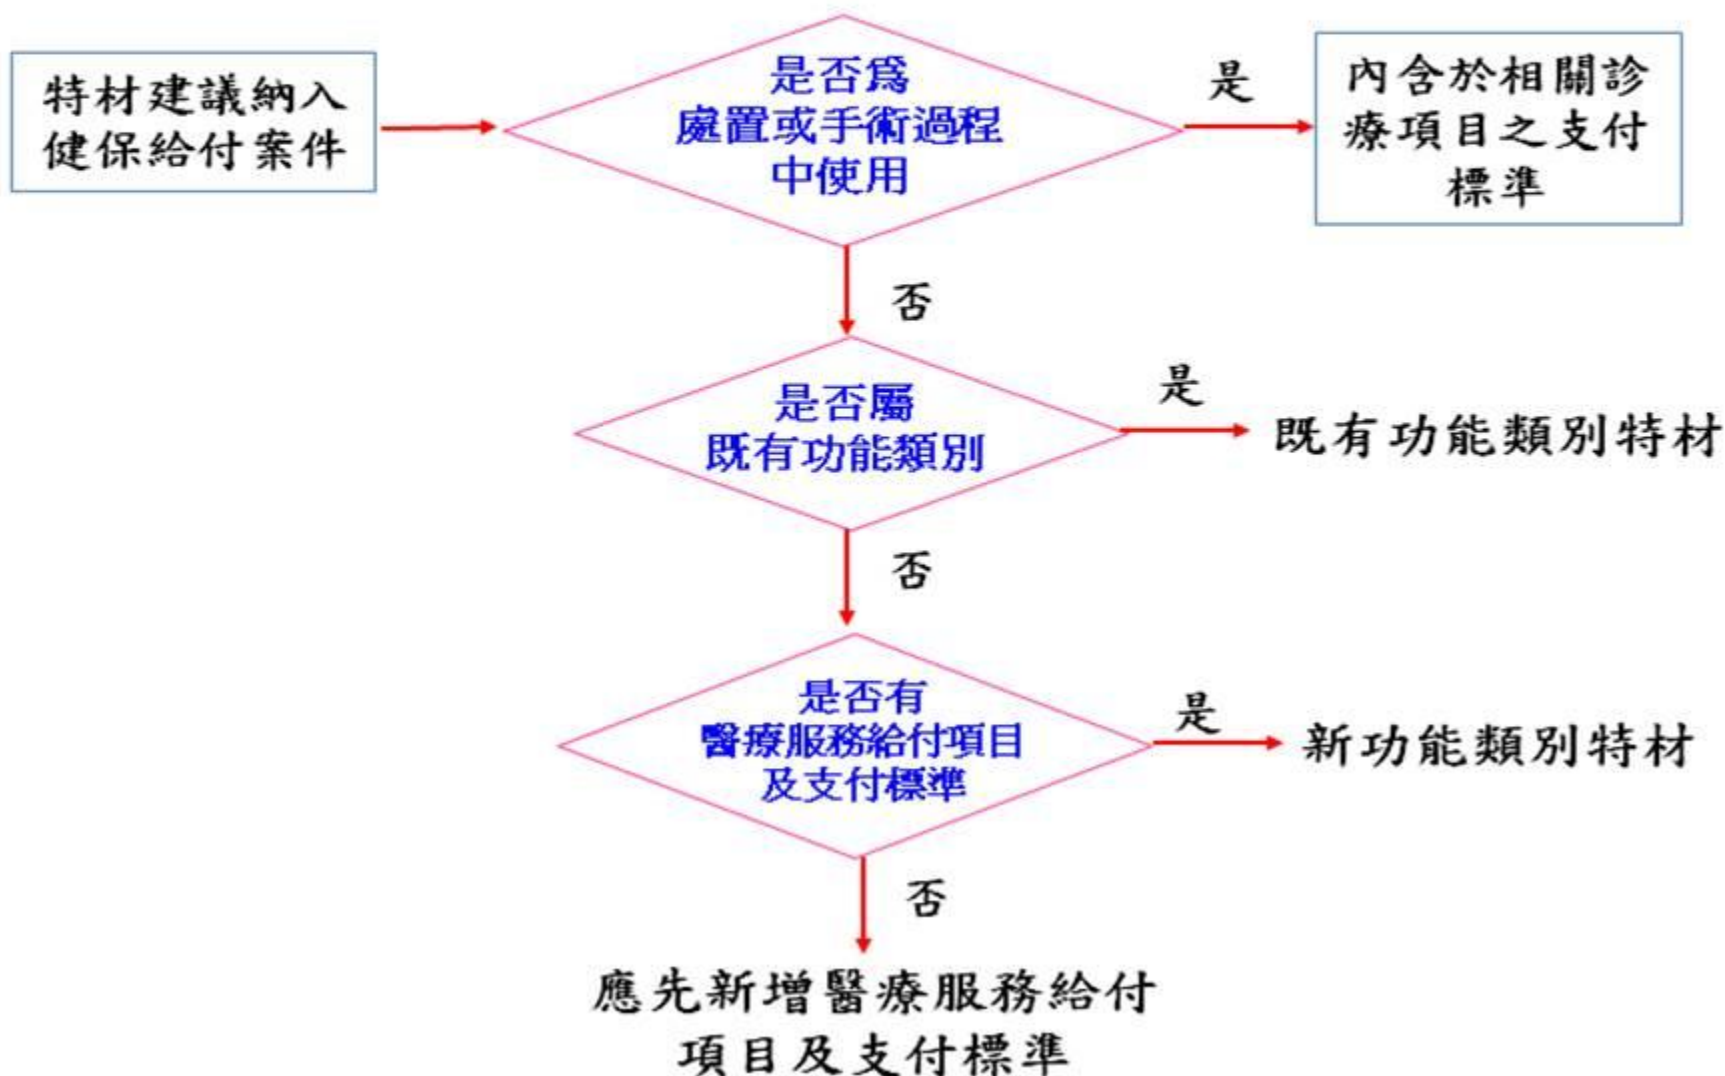 特材建議納入
健保給付案件
是否爲
處置或手術過程
中使用
是
內含於相關診
療項目之支付
標準
否
是否屬
既有功能類別
是
既有功能類別特材
否
是否有
醫療服務給付項目
及支付標準
是
新功能類別特材
否
應先新增醫療服務給付
項目及支付標準